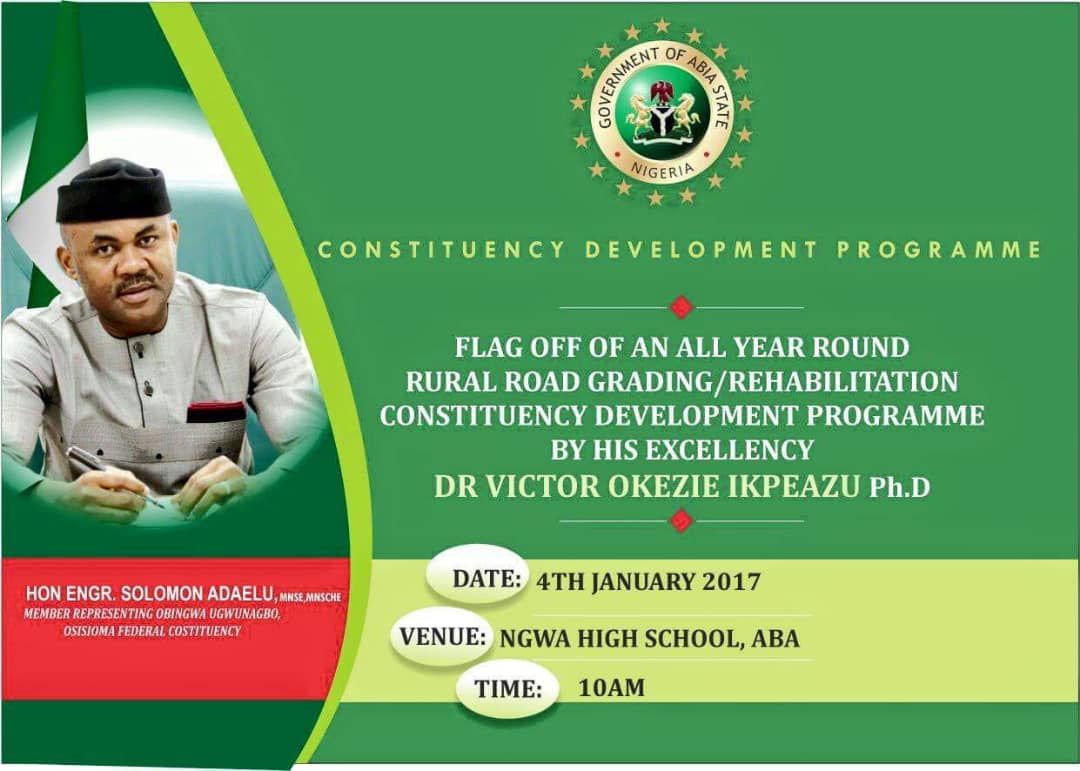 GOVERNMENT OF ABIA STATE
NIGERIA
CONSTITUENCY DEVELOPMENT PROGRAMME
FLAG OFF OF AN ALL YEAR ROUND
RURAL ROAD GRADING/REHABILITATION
CONSTITUENCY DEVELOPMENT PROGRAMME
BY HIS EXCELLENCY
DR VICTOR OKEZIE IKPEAZU Ph.D
DATE: 4TH JANUARY 2017
VENUE: NGWA HIGH SCHOOL, ABA
TIME: 10AM
HON ENGR. SOLOMON ADAELU, MNSE,MNSCHE
MEMBER REPRESENTING OBINGWA UGWUNAGBO,
OSISIOMA FEDERAL COSTITUENCY